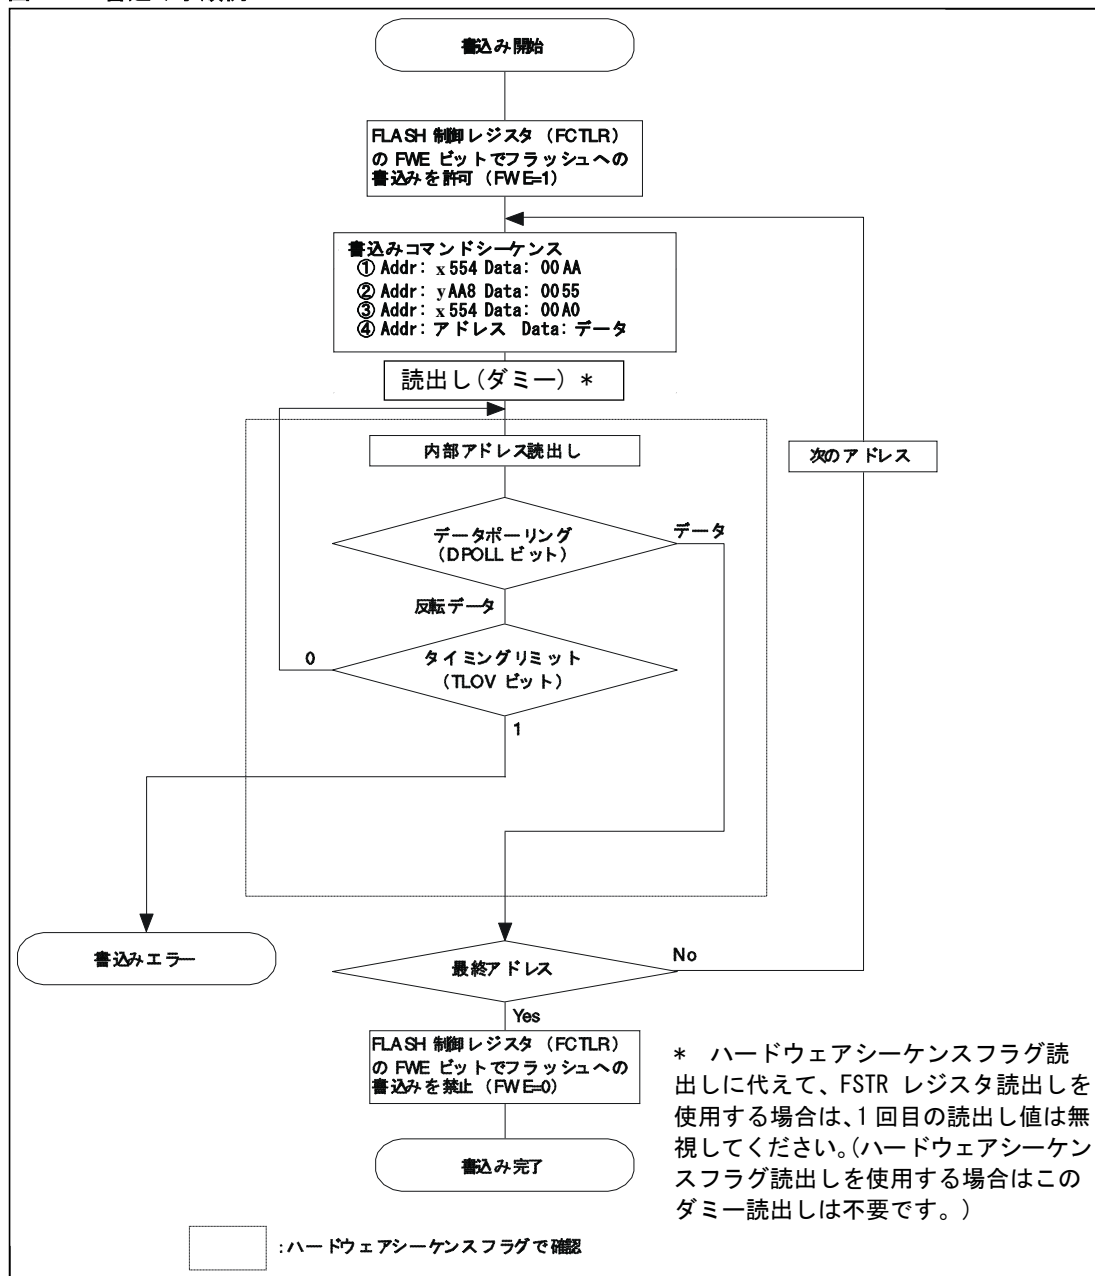 書込み開始
FLASH 制御レジスタ (FCTLR)
の FWE ビットでフラッシュへの
書込みを許可 (FWE=1)
書込みコマンドシーケンス
① Addr: x554 Data: 00AA
② Addr: yAA8 Data: 0055
③ Addr: x554 Data: 00A0
④ Addr: アドレス Data: データ
読出し(ダミー) *
内部アドレス読出し
次のアドレス
データポーリング
(DPOLL ビット)
データ
反転データ
0
タイミングリミット
(TLOV ビット)
1
書込みエラー
最終アドレス
No
Yes
FLASH 制御レジスタ (FCTLR)
の FWE ビットでフラッシュへの
書込みを禁止 (FWE=0)
書込み完了
* ハードウェアシーケンスフラグ読
出しに代えて、FSTR レジスタ読出しを
使用する場合は、1 回目の読出し値は無
視してください。(ハードウェアシーケン
スフラグ読出しを使用する場合はこの
ダミー読出しは不要です。)
:ハードウェアシーケンスフラグで確認